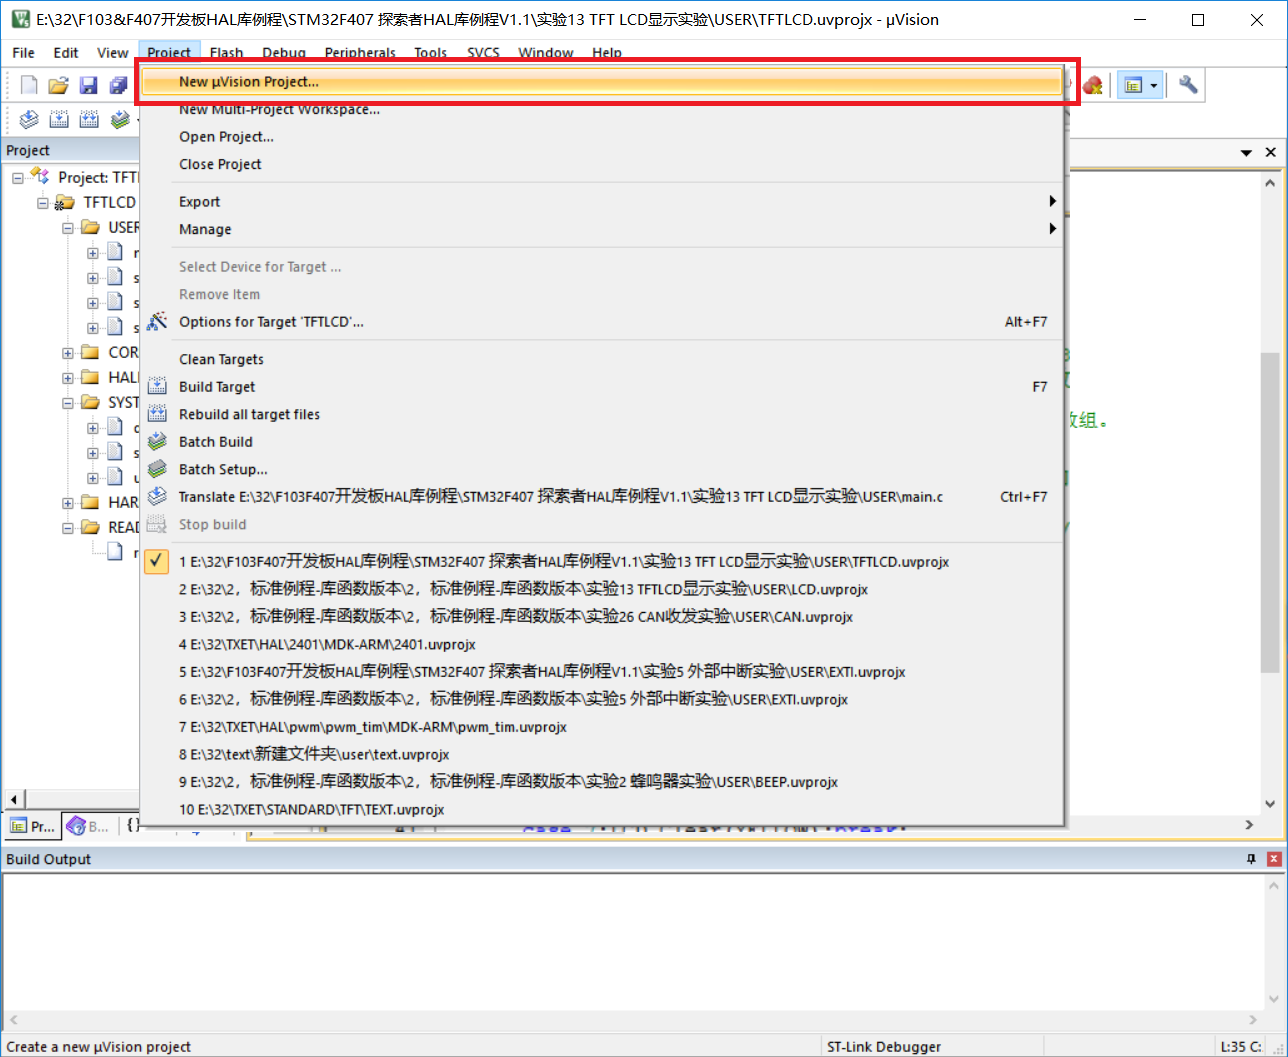 E:\32\F103&F407开发板HAL库例程\STM32F407 探索者HAL库例程V1.1\实验13 TFT LCD显示实验\USER\TFTLCD.uvprojx - µVision
File Edit View Project Flash Debug Peripherals Tools SVCS Window Help
New µVision Project...
New Multi-Project Workspace...
Open Project...
Close Project
Export
Manage
Select Device for Target ...
Remove Item
Options for Target 'TFTLCD'... Alt+F7
Clean Targets
Build Target F7
Rebuild all target files
Batch Build
Batch Setup...
Translate E:\32\F103F407开发板HAL库例程\STM32F407 探索者HAL库例程V1.1\实验13 TFT LCD显示实验\USER\main.c Ctrl+F7
Stop build
1 E:\32\F103F407开发板HAL库例程\STM32F407 探索者HAL库例程V1.1\实验13 TFT LCD显示实验\USER\TFTLCD.uvprojx
2 E:\32\2，标准例程-库函数版本\2，标准例程-库函数版本\实验13 TFTLCD显示实验\USER\LCD.uvprojx
3 E:\32\2，标准例程-库函数版本\2，标准例程-库函数版本\实验26 CAN收发实验\USER\CAN.uvprojx
4 E:\32\TXET\HAL\2401\MDK-ARM\2401.uvprojx
5 E:\32\F103F407开发板HAL库例程\STM32F407 探索者HAL库例程V1.1\实验5 外部中断实验\USER\EXTI.uvprojx
6 E:\32\2，标准例程-库函数版本\2，标准例程-库函数版本\实验5 外部中断实验\USER\EXTI.uvprojx
7 E:\32\TXET\HAL\pwm\pwm_tim\MDK-ARM\pwm_tim.uvprojx
8 E:\32\text\新建文件夹\user\text.uvprojx
9 E:\32\2，标准例程-库函数版本\2，标准例程-库函数版本\实验2 蜂鸣器实验\USER\BEEP.uvprojx
10 E:\32\TXET\STANDARD\TFT\TEXT.uvprojx
Project
Project: TFT
TFTLCD
USER
COR
HAL
SYST
HAR
READ
数组。
Pr... B... {}
Build Output
Create a new µVision project ST-Link Debugger L:35 C: